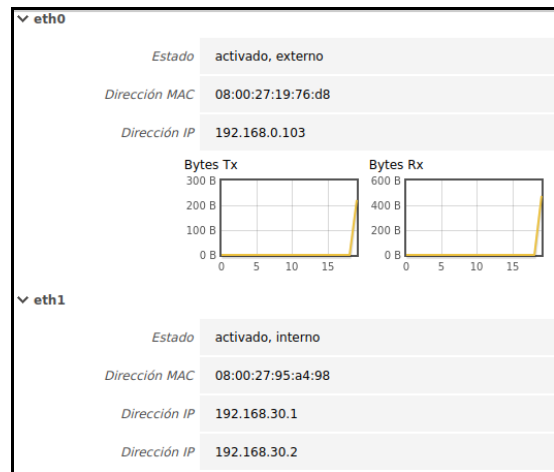 eth0
Estado activado, externo
Dirección MAC 08:00:27:19:76:d8
Dirección IP 192.168.0.103
Bytes Tx Bytes Rx
300 B 600 B
200 B 400 B
100 B 200 B
0 B 0 B
0 5 10 15 0 5 10 15
eth1
Estado activado, interno
Dirección MAC 08:00:27:95:a4:98
Dirección IP 192.168.30.1
Dirección IP 192.168.30.2